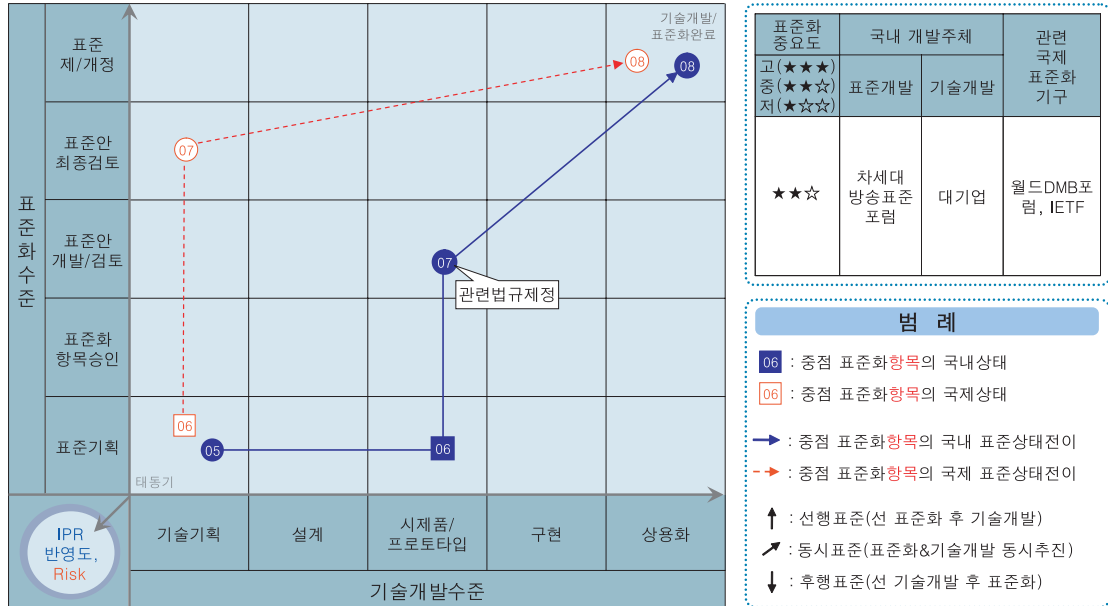 표준화수준
표준
제/개정
표준안
최종검토
표준안
개발/검토
표준화
항목승인
표준기획
기술개발/
표준화완료
08
08
07
07
관련법규제정
06
05
06
태동기
IPR
반영도,
Risk
기술기획
설계
시제품/
프로토타입
구현
상용화
기술개발수준
표준화
중요도
고(★★★)
중(★★☆)
저(★☆☆)
국내 개발주체
표준개발
기술개발
관련
국제
표준화
기구
★★☆
차세대
방송표준
포럼
대기업
월드DMB포
럼, IETF
범 례
06 : 중점 표준화항목의 국내상태
06 : 중점 표준화항목의 국제상태
: 중점 표준화항목의 국내 표준상태전이
: 중점 표준화항목의 국제 표준상태전이
: 선행표준(선 표준화 후 기술개발)
: 동시표준(표준화&기술개발 동시추진)
: 후행표준(선 기술개발 후 표준화)